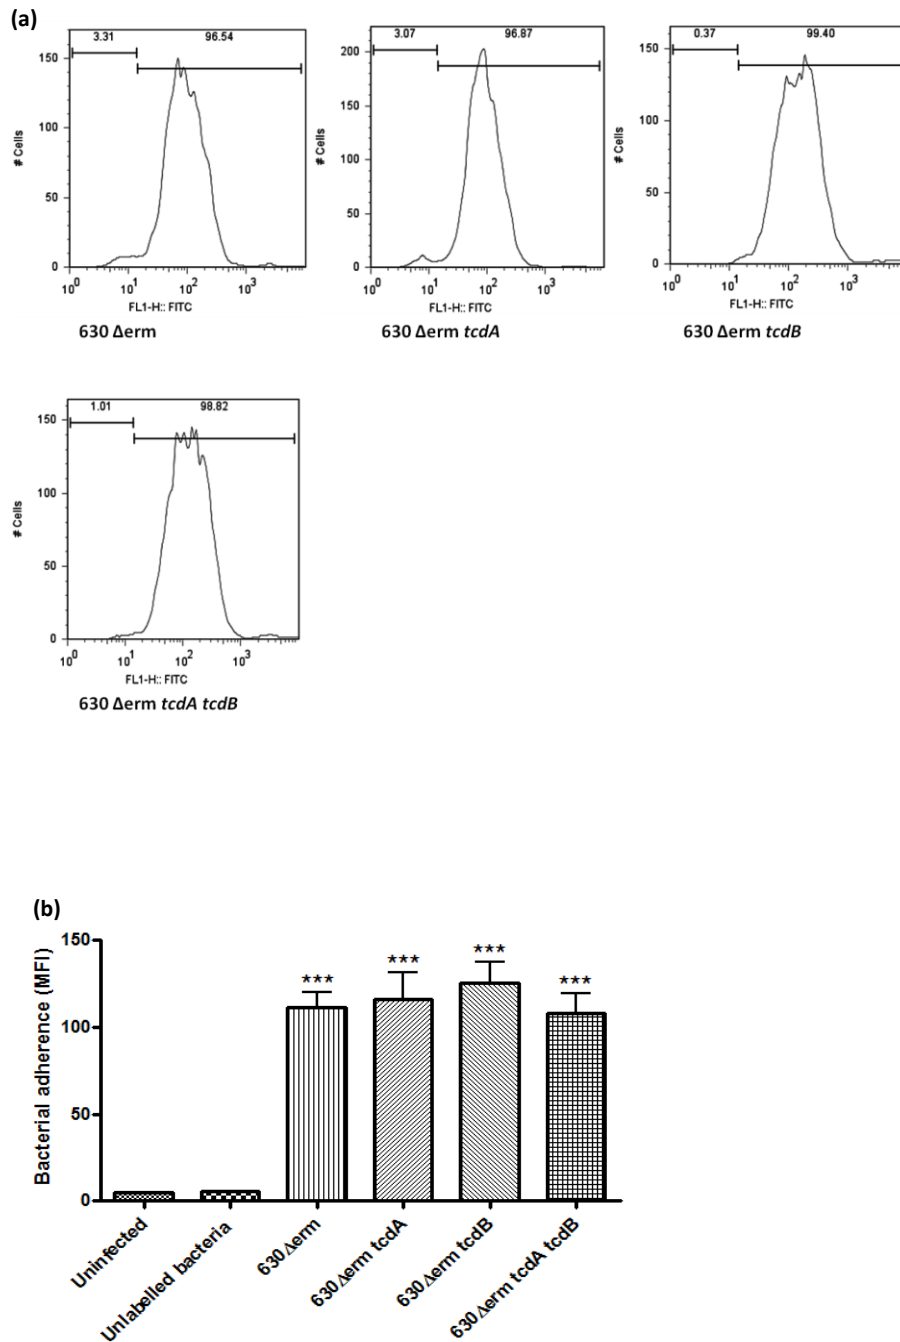 (a)
3.31 96.54
150
100
50
0
# Cells
10^0 10^1 10^2 10^3
FL1-H:: FITC
630 Δerm
3.07 96.87
200
150
100
50
0
# Cells
10^0 10^1 10^2 10^3
FL1-H:: FITC
630 Δerm tcdA
0.37 99.40
150
100
50
0
# Cells
10^0 10^1 10^2 10^3
FL1-H:: FITC
630 Δerm tcdB
1.01 98.82
150
100
50
0
# Cells
10^0 10^1 10^2 10^3
FL1-H:: FITC
630 Δerm tcdA tcdB
(b)
Bacterial adherence (MFI)
150
100
50
0
*** *** *** ***
Uninfected
Unlabelled bacteria
630Δerm
630Δerm tcdA
630Δerm tcdB
630Δerm tcdA tcdB